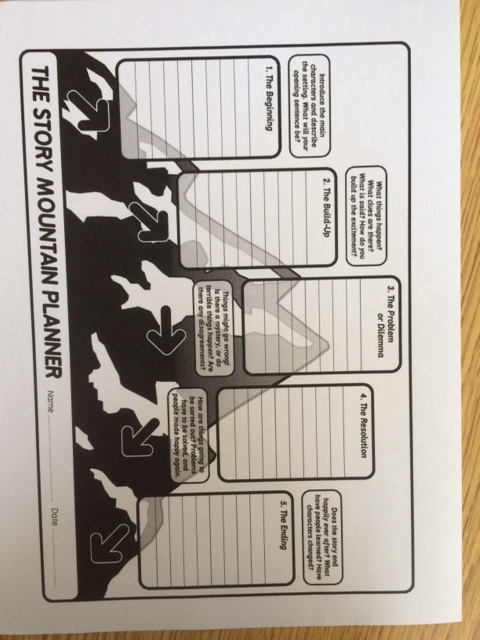 Introduce the main
characters and describe
the setting. What will your
opening sentence be?
1. The Beginning
What things happen?
What clues are there?
What is said? How do you
build up the excitement?
2. The Build-Up
3. The Problem
or Dilemma
Things might go wrong!
Is there a mystery, or do
terrible things happen? Are
there any disagreements?
4. The Resolution
How are things going to
be sorted out? Problems
have to be solved, and
people made happy again.
Does the story end
happily ever after? What
have people learned? Have
characters changed?
5. The Ending
THE STORY MOUNTAIN PLANNER
Name ........................ Date ................